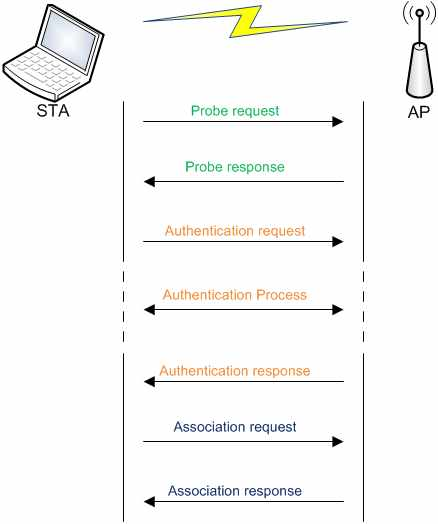 STA
AP
Probe request
Probe response
Authentication request
Authentication Process
Authentication response
Association request
Association response